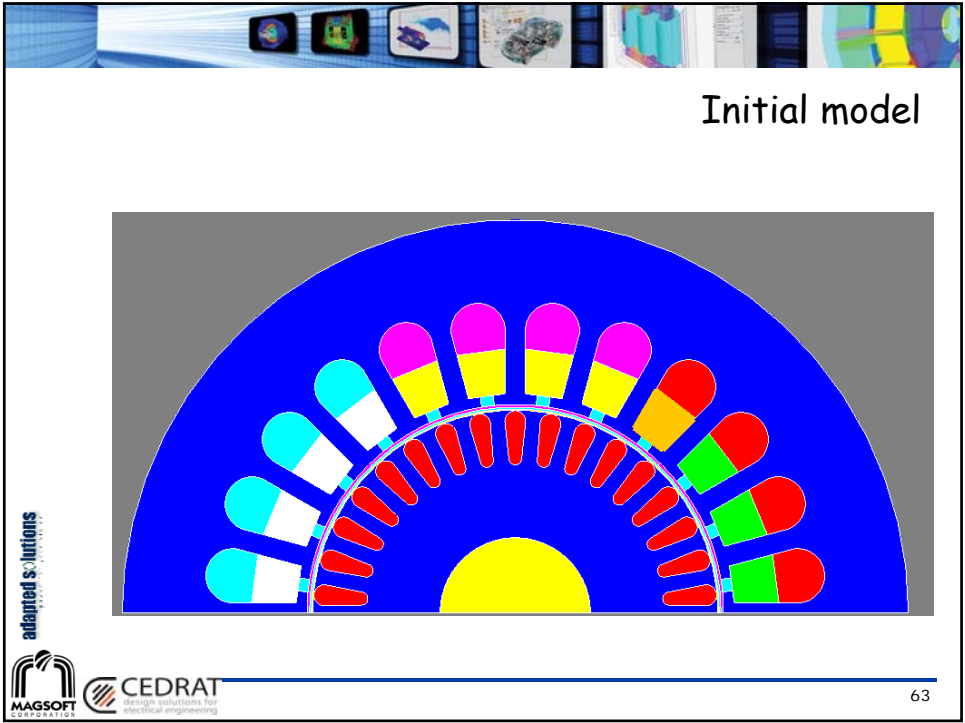 Initial model
adapted solutions
MAGSOFT
CORPORATION
CEDRAT
design solutions for
electrical engineering
63